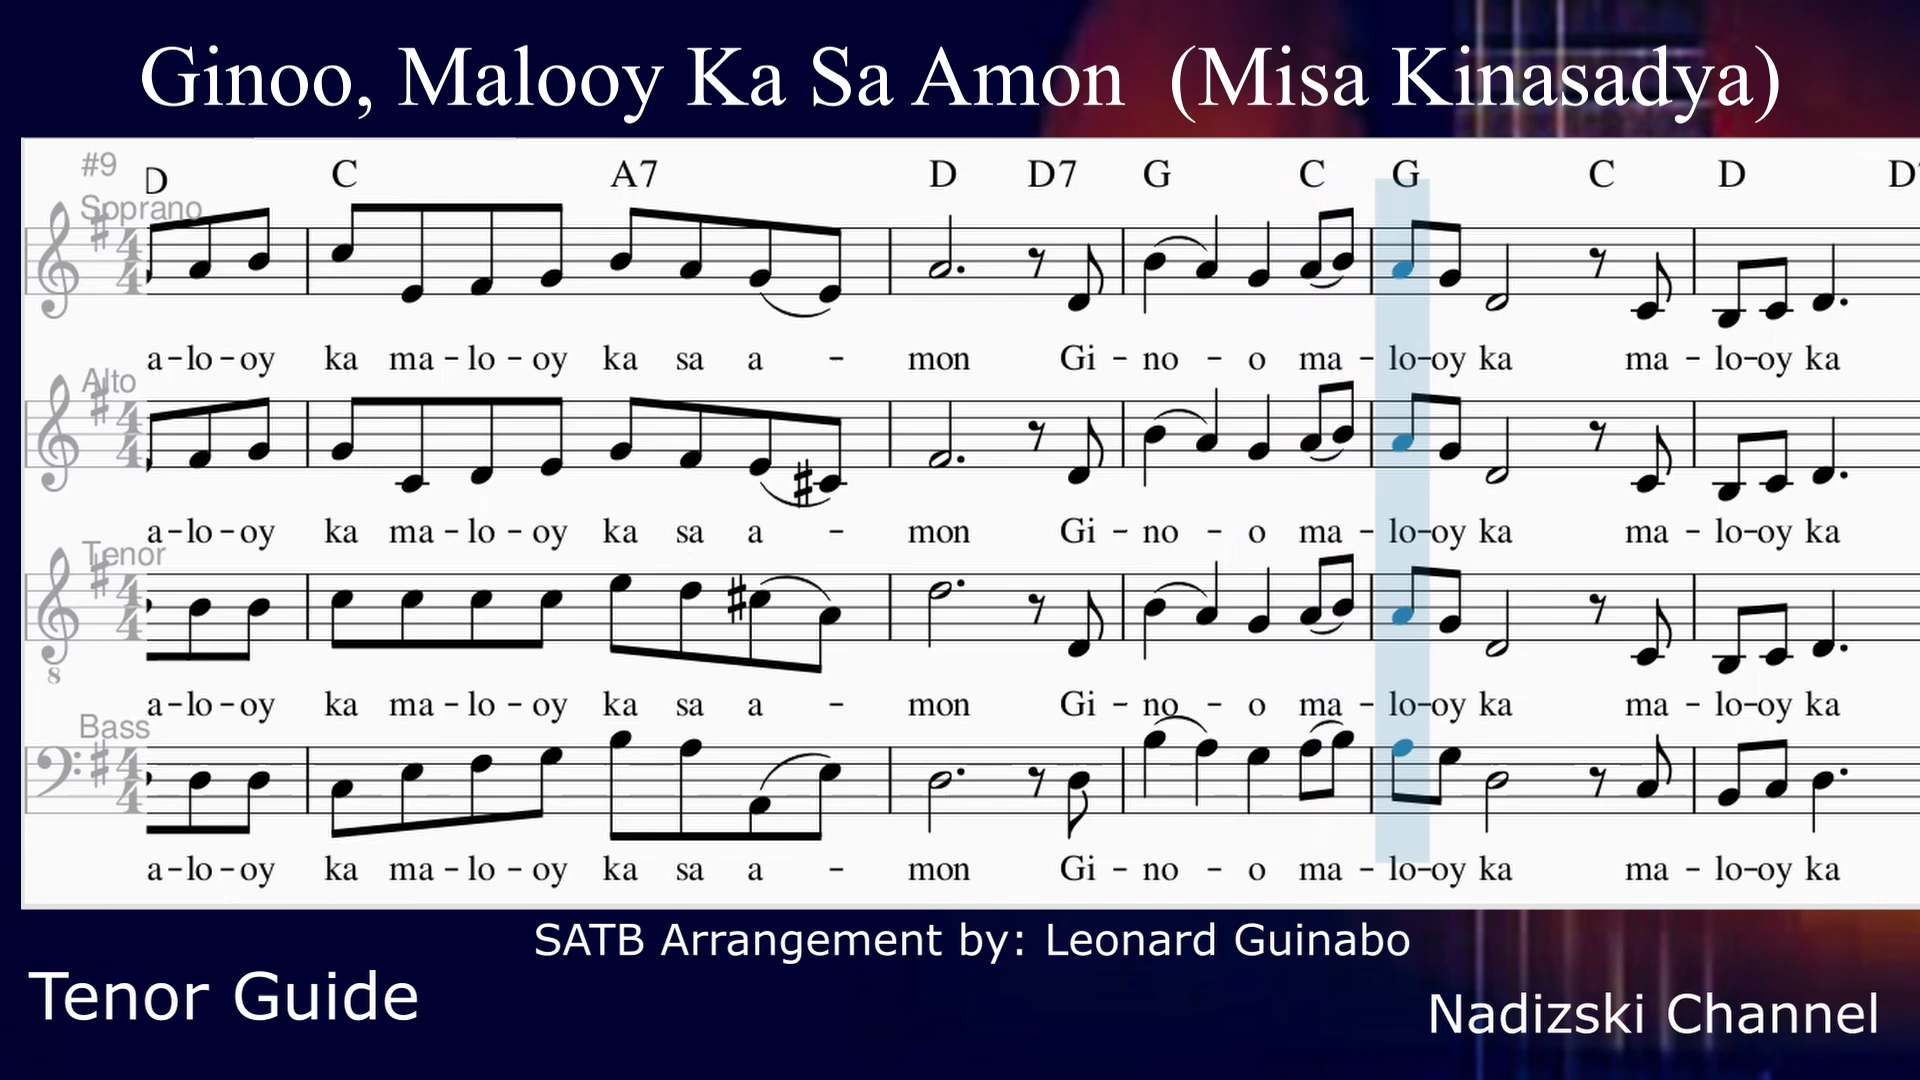 Ginoo, Malooy Ka Sa Amon (Misa Kinasadya)
#9
D C A7 D D7 G C G C D D
Soprano
a-lo-oy ka ma-lo-oy ka sa a - mon Gi - no - o ma - lo-oy ka ma - lo-oy ka
Alto
a-lo-oy ka ma-lo-oy ka sa a - mon Gi - no - o ma - lo-oy ka ma - lo-oy ka
Tenor
8
a-lo-oy ka ma-lo-oy ka sa a - mon Gi - no - o ma - lo-oy ka ma - lo-oy ka
Bass
a-lo-oy ka ma-lo-oy ka sa a - mon Gi - no - o ma - lo-oy ka ma - lo-oy ka
SATB Arrangement by: Leonard Guinabo
Tenor Guide
Nadizski Channel